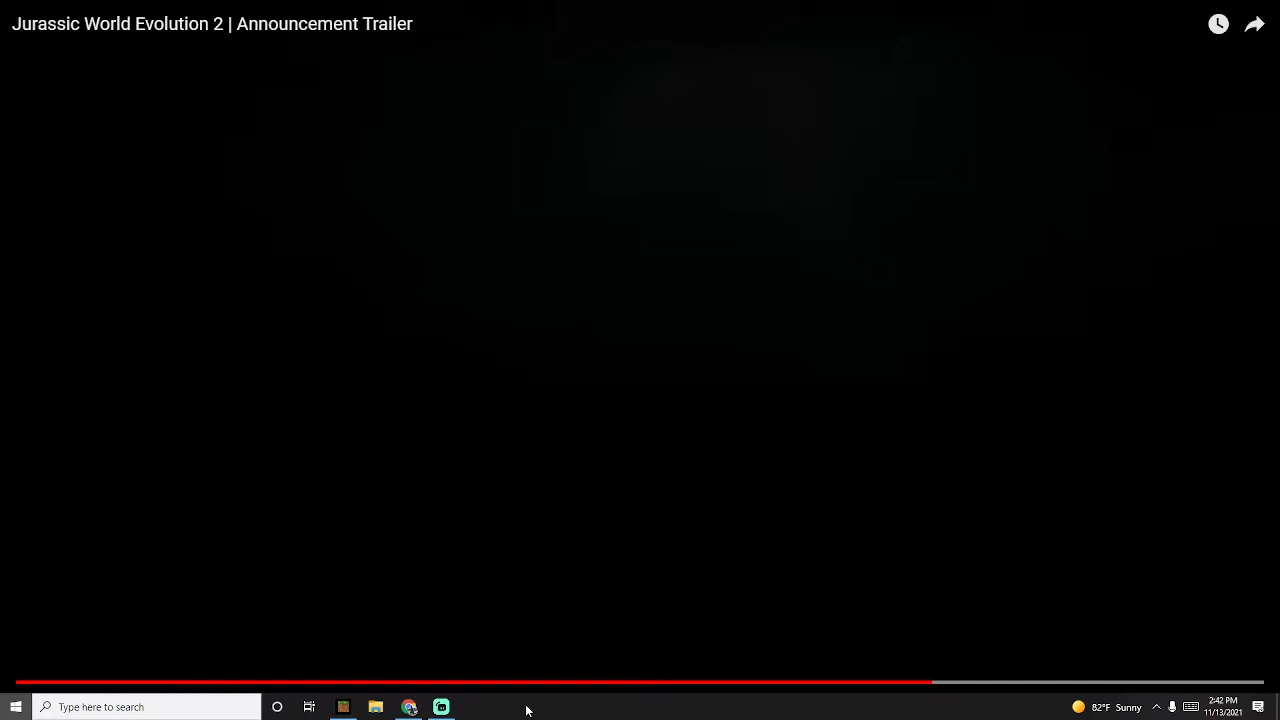 Jurassic World Evolution 2 | Announcement Trailer
Type here to search
82°F Sunny
2:42 PM
11/13/2021